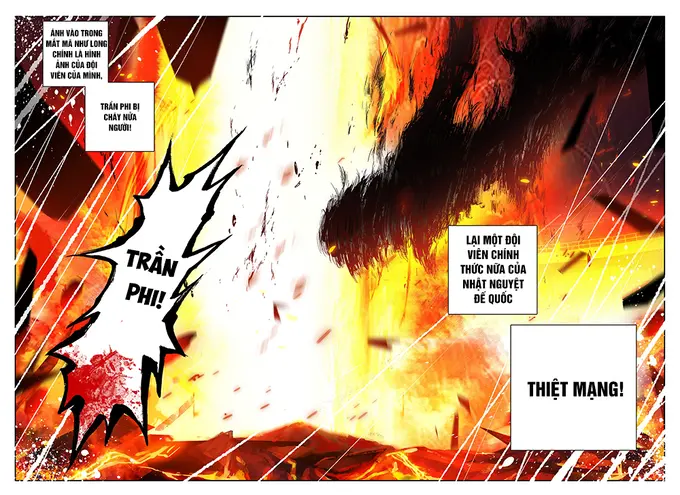 ÁNH VÀO TRONG
MẮT MÃ NHƯ LONG
CHÍNH LÀ HÌNH
ẢNH CỦA ĐỘI
VIÊN CỦA MÌNH,
TRẦN PHI BỊ
CHÁY NỬA
NGƯỜI!
TRẦN
PHI!
LẠI MỘT ĐỘI
VIÊN CHÍNH
THỨC NỮA CỦA
NHẬT NGUYỆT
ĐẾ QUỐC
THIỆT MẠNG!